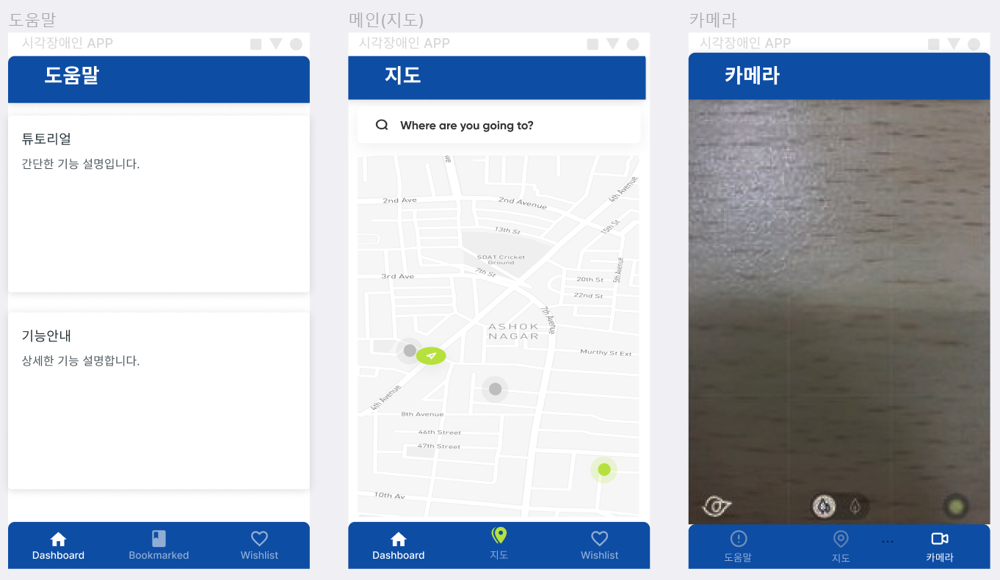 도움말
시각장애인 APP
도움말
튜토리얼
간단한 기능 설명입니다.
기능안내
상세한 기능 설명합니다.
Dashboard
Bookmarked
Wishlist
메인(지도)
시각장애인 APP
지도
Where are you going to?
ve
2nd Ave
2nd Avenue
4th Avenue
13th St
15th St
SDAT Cricket
Ground
7th St
3rd Ave
5th Avenue
20th St
22nd St
7th Avenue
ASHOK
NAGAR
Murthy St Ext
4th Avenue
8th Avenue
46th Street
47th Street
10th Av
Dashboard
지도
Wishlist
카메라
시각장애인 APP
카메라
도움말
지도
...
카메라